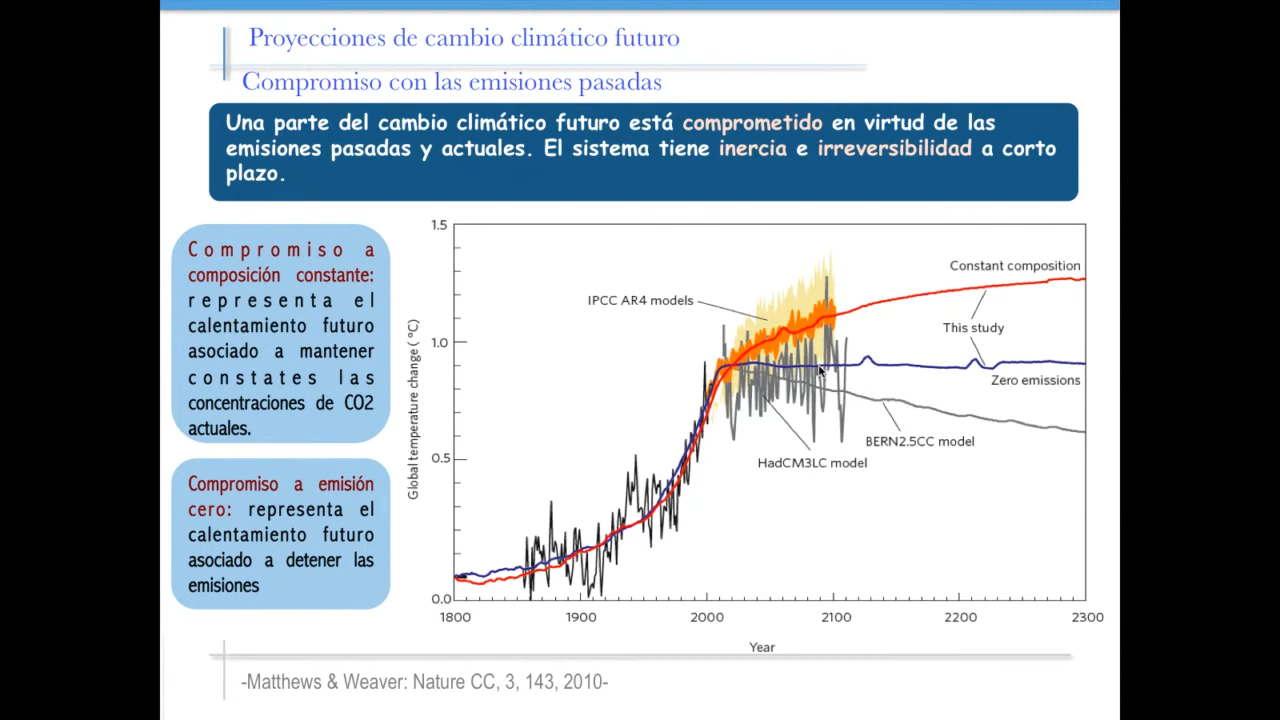 Proyecciones de cambio climático futuro
Compromiso con las emisiones pasadas
Una parte del cambio climático futuro está comprometido en virtud de las
emisiones pasadas y actuales. El sistema tiene inercia e irreversibilidad a corto
plazo.
Compromiso a
composición constante:
representa el
calentamiento futuro
asociado a mantener
constates las
concentraciones de CO2
actuales.
Compromiso a emisión
cero: representa el
calentamiento futuro
asociado a detener las
emisiones
Global temperature change ( °C)
1.5
1.0
0.5
0.0
1800
1900
2000
2100
2200
2300
Year
IPCC AR4 models
Constant composition
This study
Zero emissions
BERN2.5CC model
HadCM3LC model
-Matthews & Weaver: Nature CC, 3, 143, 2010-